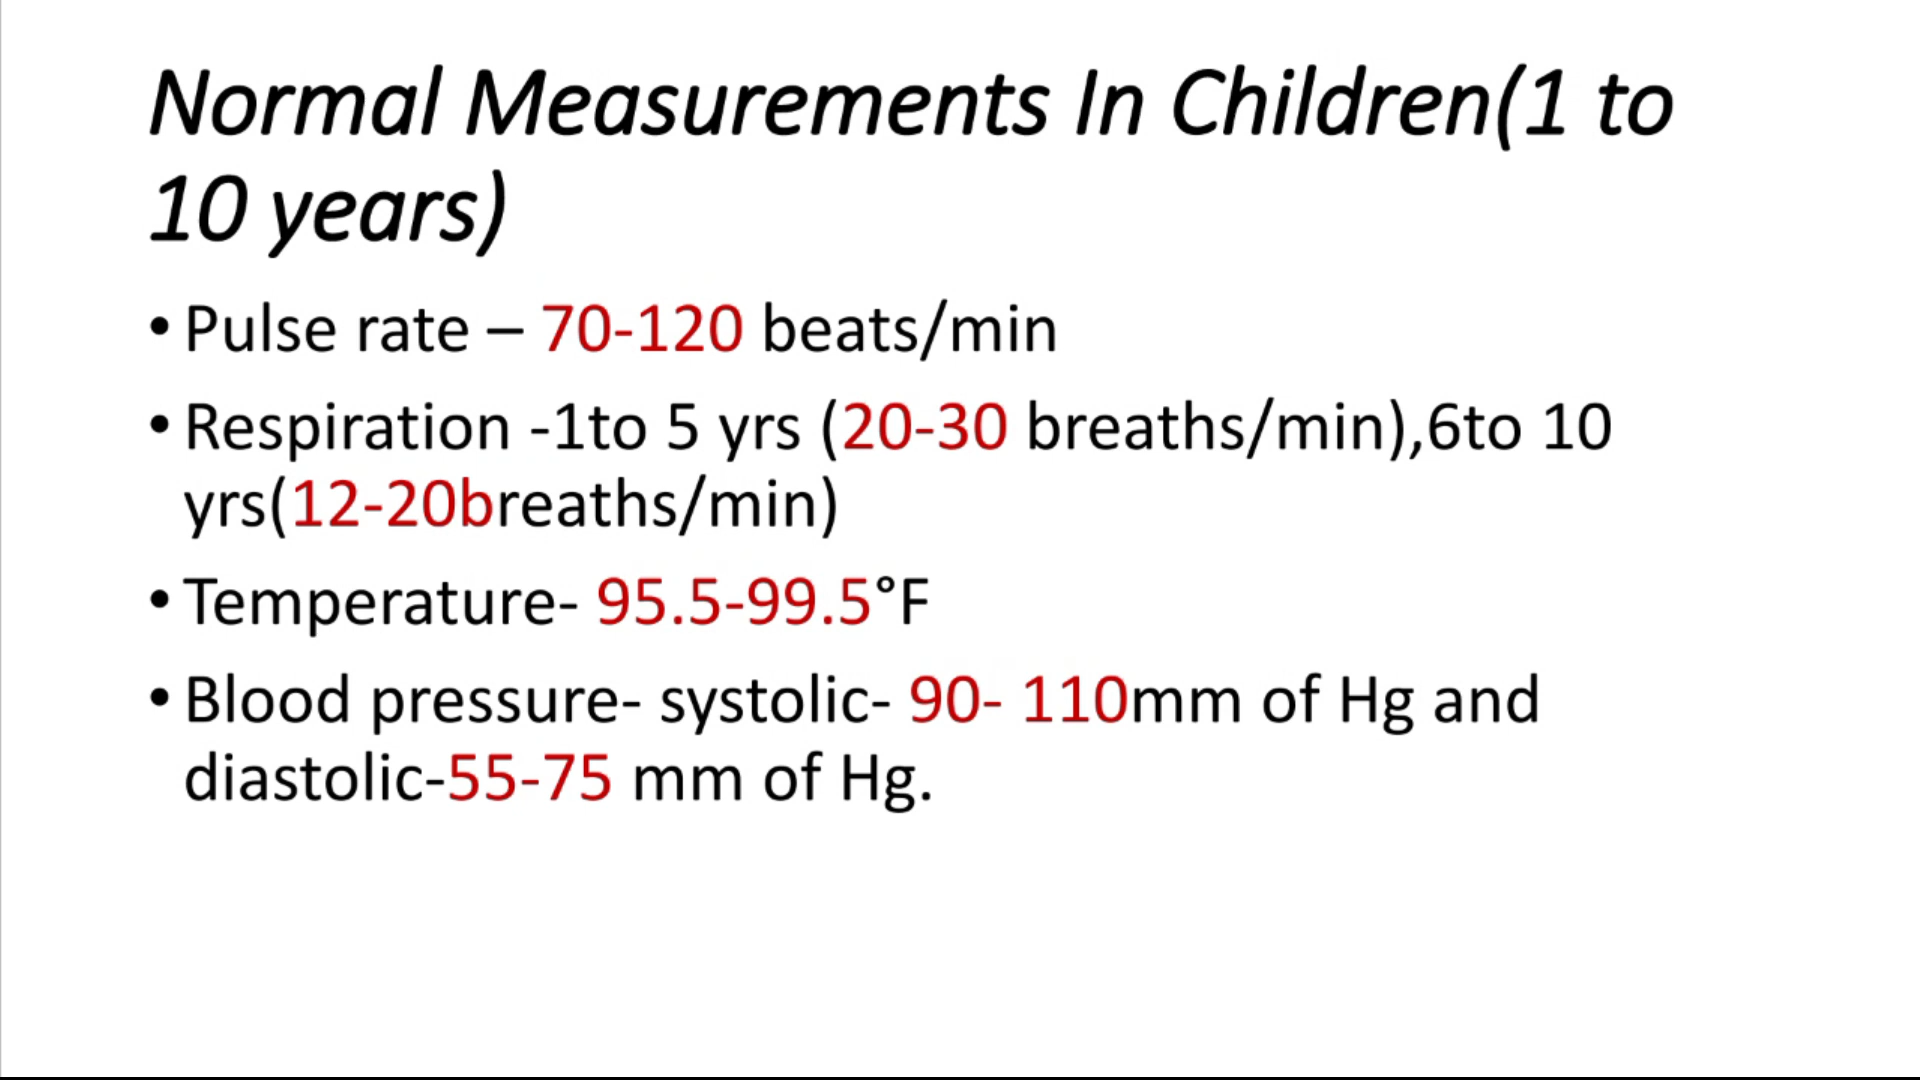 Normal Measurements In Children(1 to
10 years)
• Pulse rate – 70-120 beats/min
• Respiration -1to 5 yrs (20-30 breaths/min),6to 10
yrs(12-20breaths/min)
• Temperature- 95.5-99.5°F
• Blood pressure- systolic- 90- 110mm of Hg and
diastolic-55-75 mm of Hg.